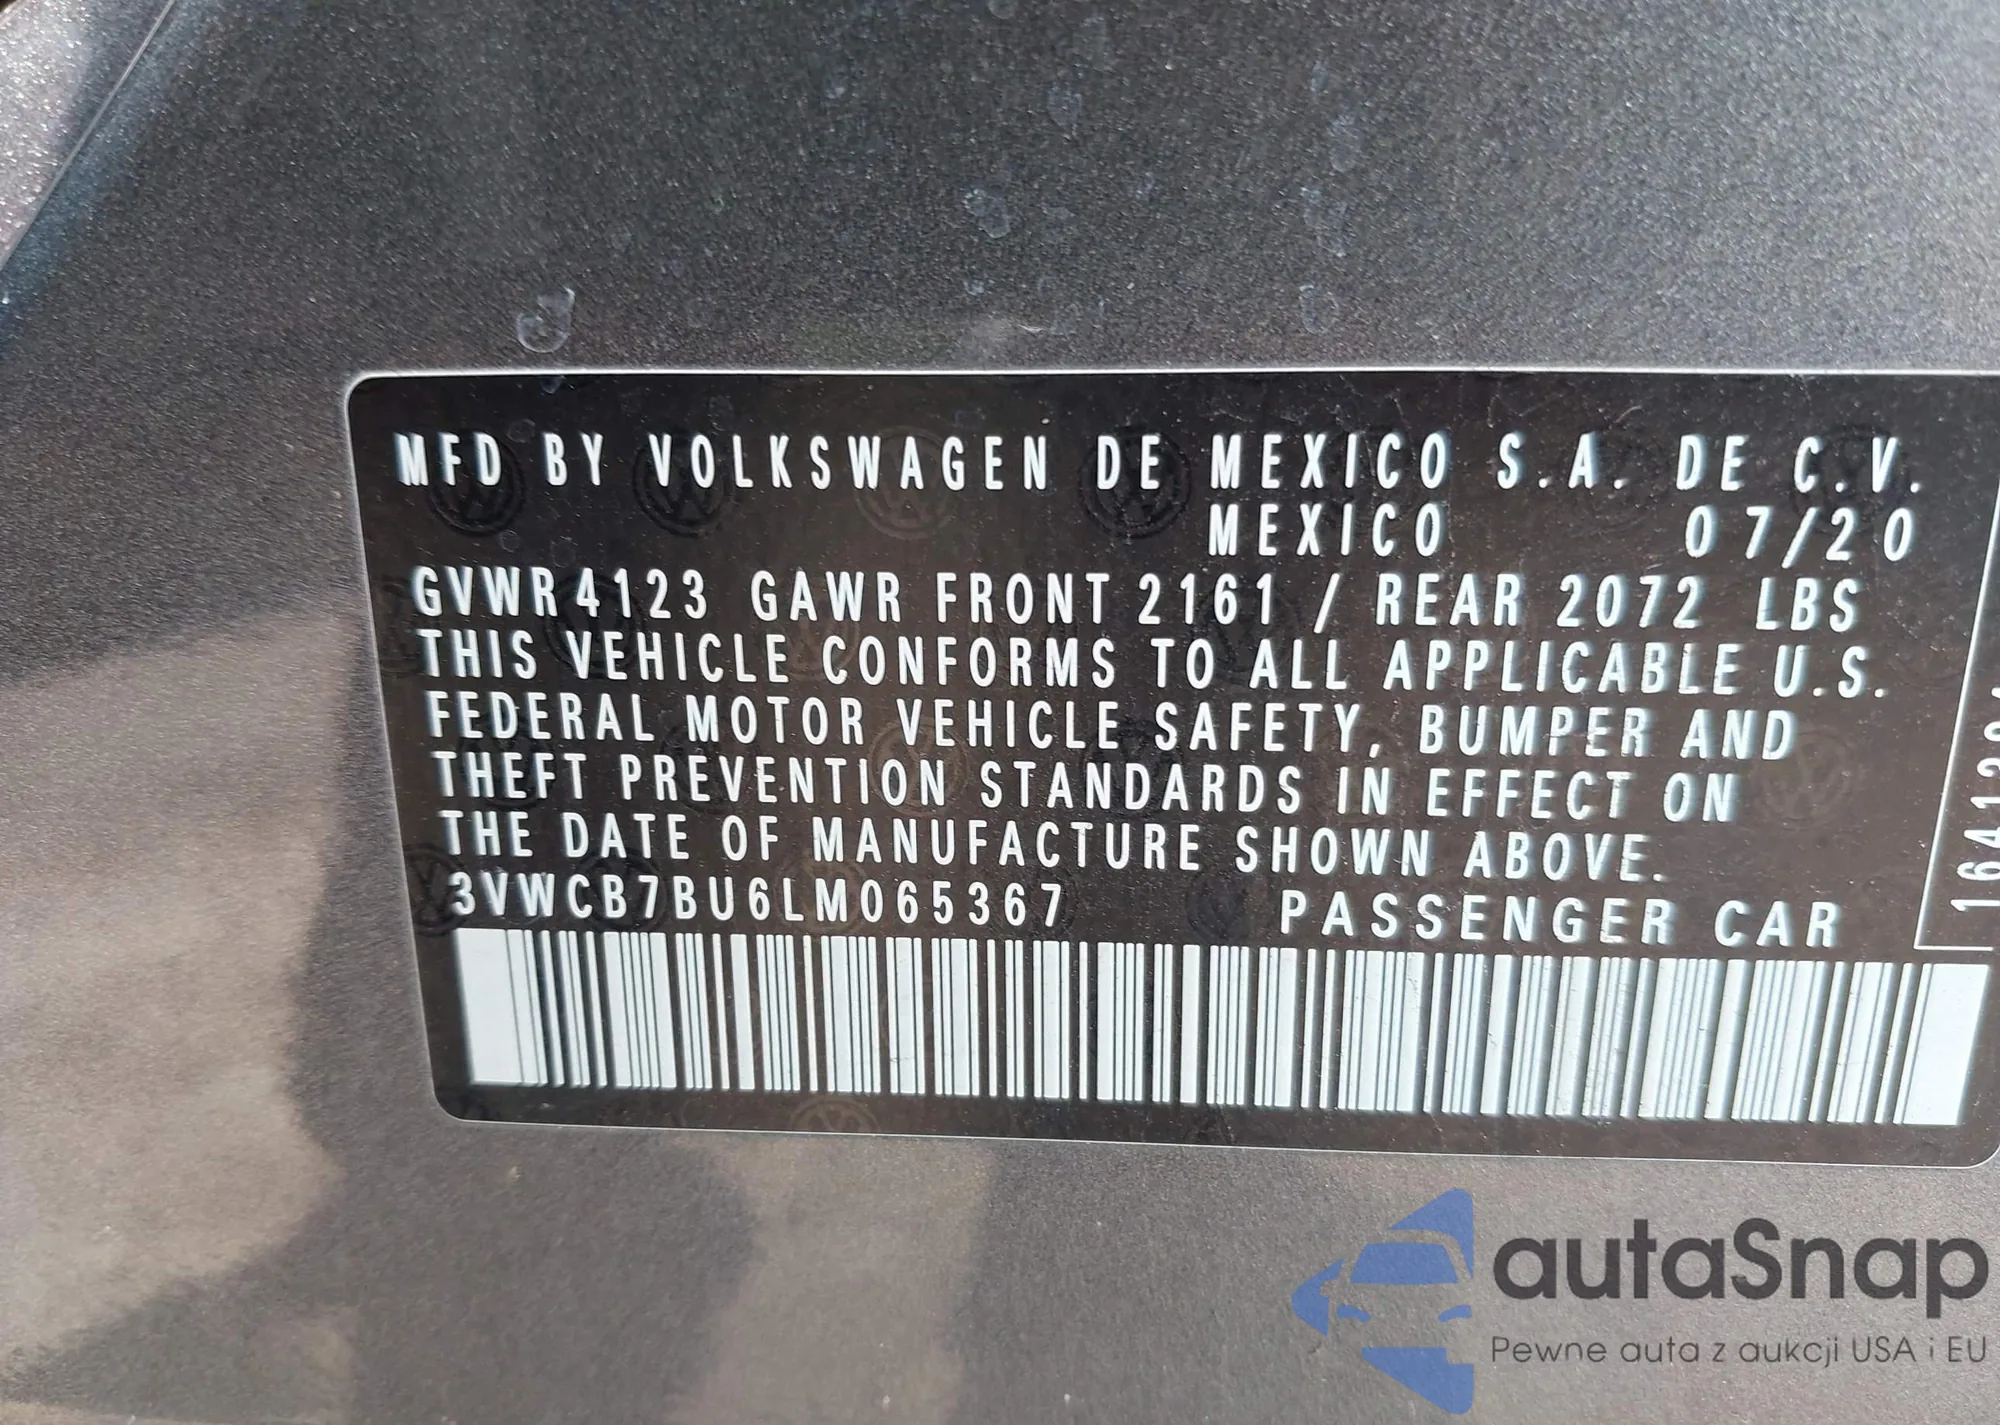 MFD BY VOLKSWAGEN DE MEXICO S.A. DE C.V.
MEXICO 07/20
GVWR 4123 GAWR FRONT 2161 / REAR 2072 LBS
THIS VEHICLE CONFORMS TO ALL APPLICABLE U.S.
FEDERAL MOTOR VEHICLE SAFETY, BUMPER AND
THEFT PREVENTION STANDARDS IN EFFECT ON
THE DATE OF MANUFACTURE SHOWN ABOVE.
3VWCB7BU6LM065367 PASSENGER CAR
autaSnap
Pewne auta z aukcji USA i EU